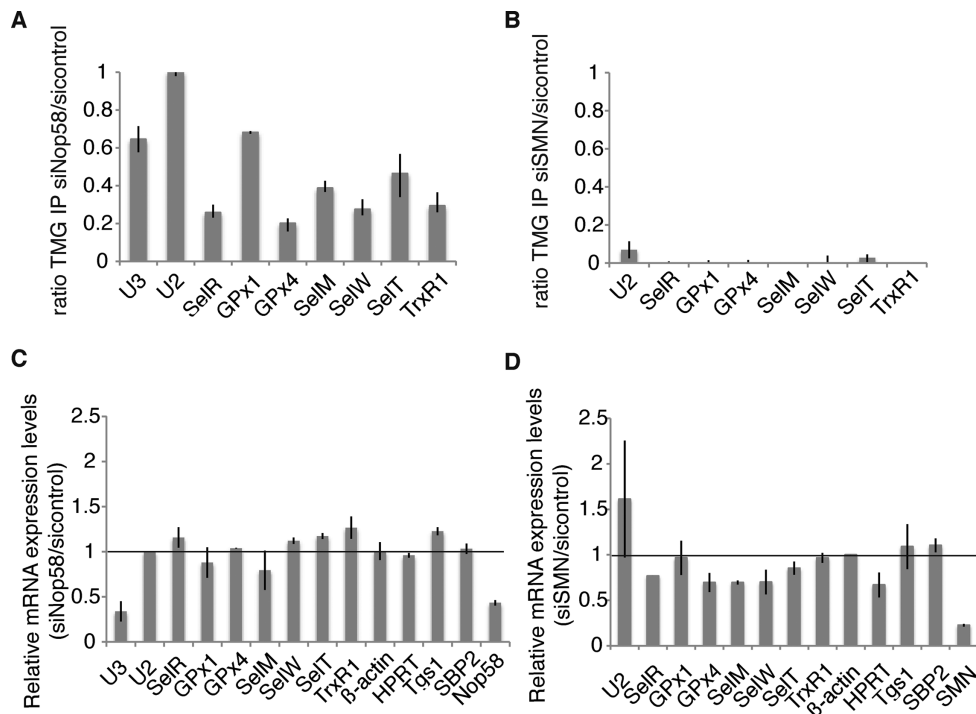 A
ratio TMG IP siNop58/sicontrol
1
0.8
0.6
0.4
0.2
0
U3
U2
SelR
GPx1
GPx4
SelM
SelW
SelT
TrxR1
B
ratio TMG IP siSMN/sicontrol
1
0.8
0.6
0.4
0.2
0
U2
SelR
GPx1
GPx4
SelM
SelW
SelT
TrxR1
C
Relative mRNA expression levels
(siNop58/sicontrol)
2.5
2
1.5
1
0.5
0
U3
U2
SelR
GPx1
GPx4
SelM
SelW
SelT
TrxR1
ß-actin
HPRT
Tgs1
SBP2
Nop58
D
Relative mRNA expression levels
(siSMN/sicontrol)
2.5
2
1.5
1
0.5
0
U2
SelR
GPx1
GPx4
SelM
SelW
SelT
TrxR1
ß-actin
HPRT
Tgs1
SBP2
SMN